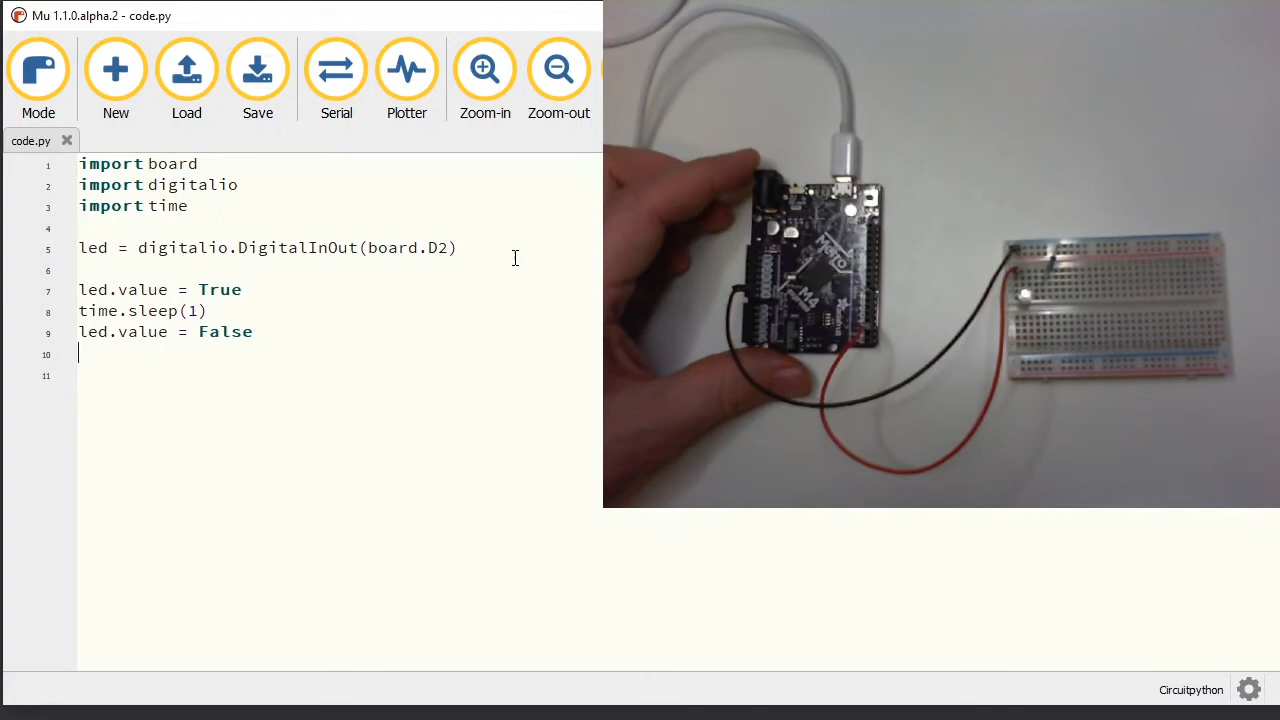 Mu 1.1.0.alpha.2 - code.py
Mode New Load Save Serial Plotter Zoom-in Zoom-out
code.py
1 import board
2 import digitalio
3 import time
4
5 led = digitalio.DigitalInOut(board.D2)
6
7 led.value = True
8 time.sleep(1)
9 led.value = False
10
11
Metro
M4
Circuitpython